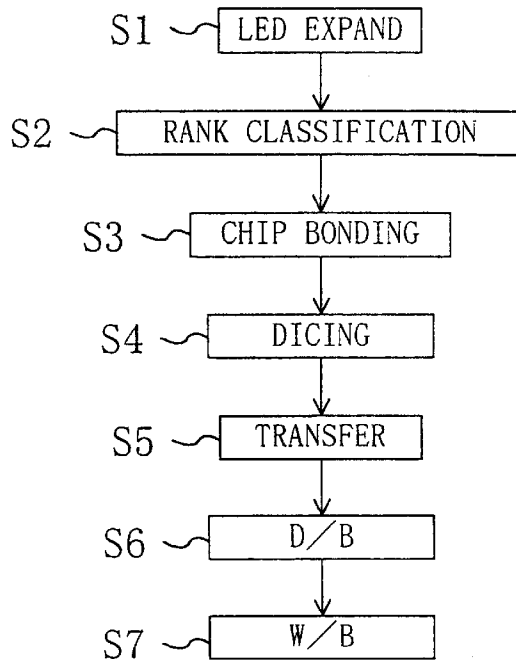 S1 LED EXPAND
S2 RANK CLASSIFICATION
S3 CHIP BONDING
S4 DICING
S5 TRANSFER
S6 D/B
S7 W/B